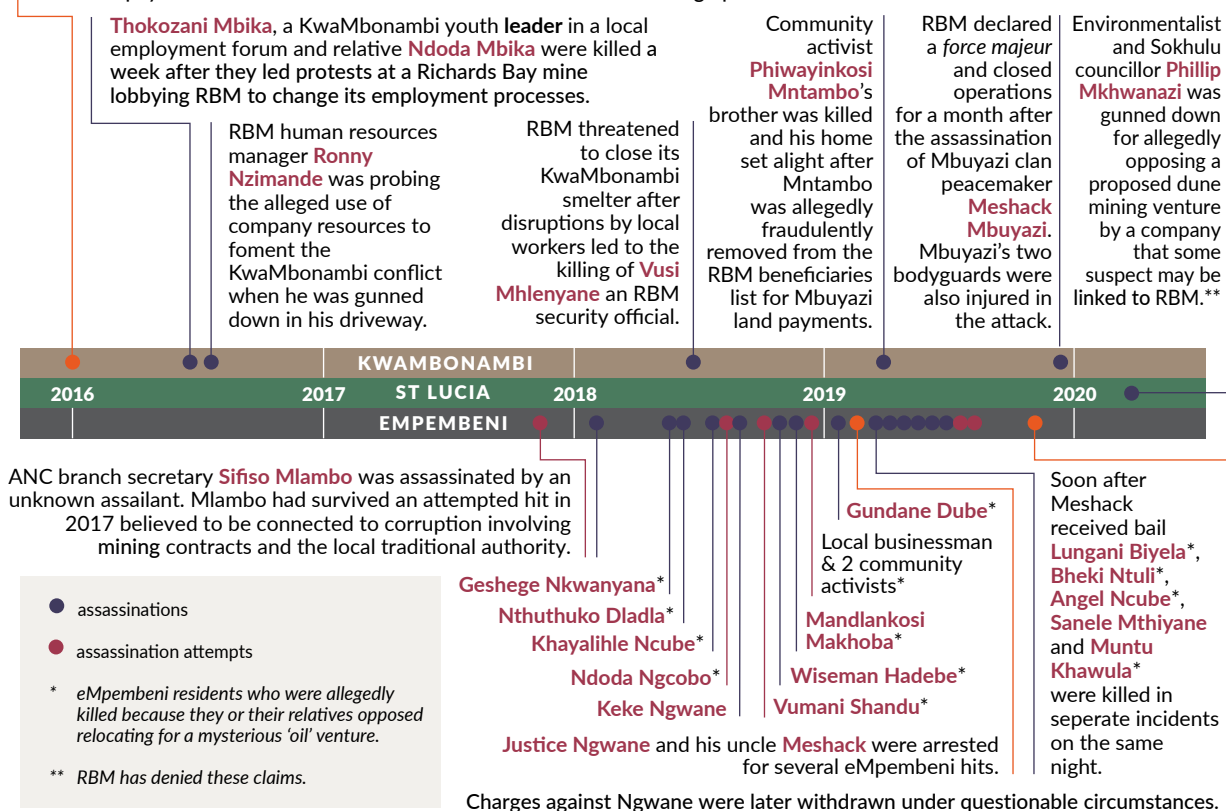 Thokozani Mbika, a KwaMbonambi youth leader in a local
employment forum and relative Ndoda Mbika were killed a
week after they led protests at a Richards Bay mine
lobbying RBM to change its employment processes.
RBM human resources
manager Ronny
Nzimande was probing
the alleged use of
company resources to
foment the
KwaMbonambi conflict
when he was gunned
down in his driveway.
RBM threatened
to close its
KwaMbonambi
smelter after
disruptions by local
workers led to the
killing of Vusi
Mhlenyane an RBM
security official.
Community
activist
Phiwayinkosi
Mntambo's
brother was killed
and his home
set alight after
Mntambo
was allegedly
fraudulently
removed from the
RBM beneficiaries
list for Mbuyazi
land payments.
RBM declared
a force majeur
and closed
operations
for a month after
the assassination
of Mbuyazi clan
peacemaker
Meshack
Mbuyazi.
Mbuyazi's two
bodyguards were
also injured in
the attack.
Environmentalist
and Sokhulu
councillor Phillip
Mkhwanazi was
gunned down
for allegedly
opposing a
proposed dune
mining venture
by a company
that some
suspect may be
linked to RBM.**
KWAMBONAMBI
2016 2017 ST LUCIA 2018 2019 2020
EMPEMBENI
ANC branch secretary Sifiso Mlambo was assassinated by an
unknown assailant. Mlambo had survived an attempted hit in
2017 believed to be connected to corruption involving
mining contracts and the local traditional authority.
Geshege Nkwanyana*
Nthuthuko Dladla*
Khayalihle Ncube*
Ndoda Ngcobo*
Keke Ngwane
Gundane Dube*
Local businessman
& 2 community
activists*
Mandlankosi
Makhoba*
Wiseman Hadebe*
Vumani Shandu*
Justice Ngwane and his uncle Meshack were arrested
for several eMpembeni hits.
Soon after
Meshack
received bail
Lungani Biyela*,
Bheki Ntuli*,
Angel Ncube*,
Sanele Mthiyane
and Muntu
Khawula*
were killed in
seperate incidents
on the same
night.
Charges against Ngwane were later withdrawn under questionable circumstances.
assassinations
assassination attempts
* eMpembeni residents who were allegedly
killed because they or their relatives opposed
relocating for a mysterious 'oil' venture.
** RBM has denied these claims.